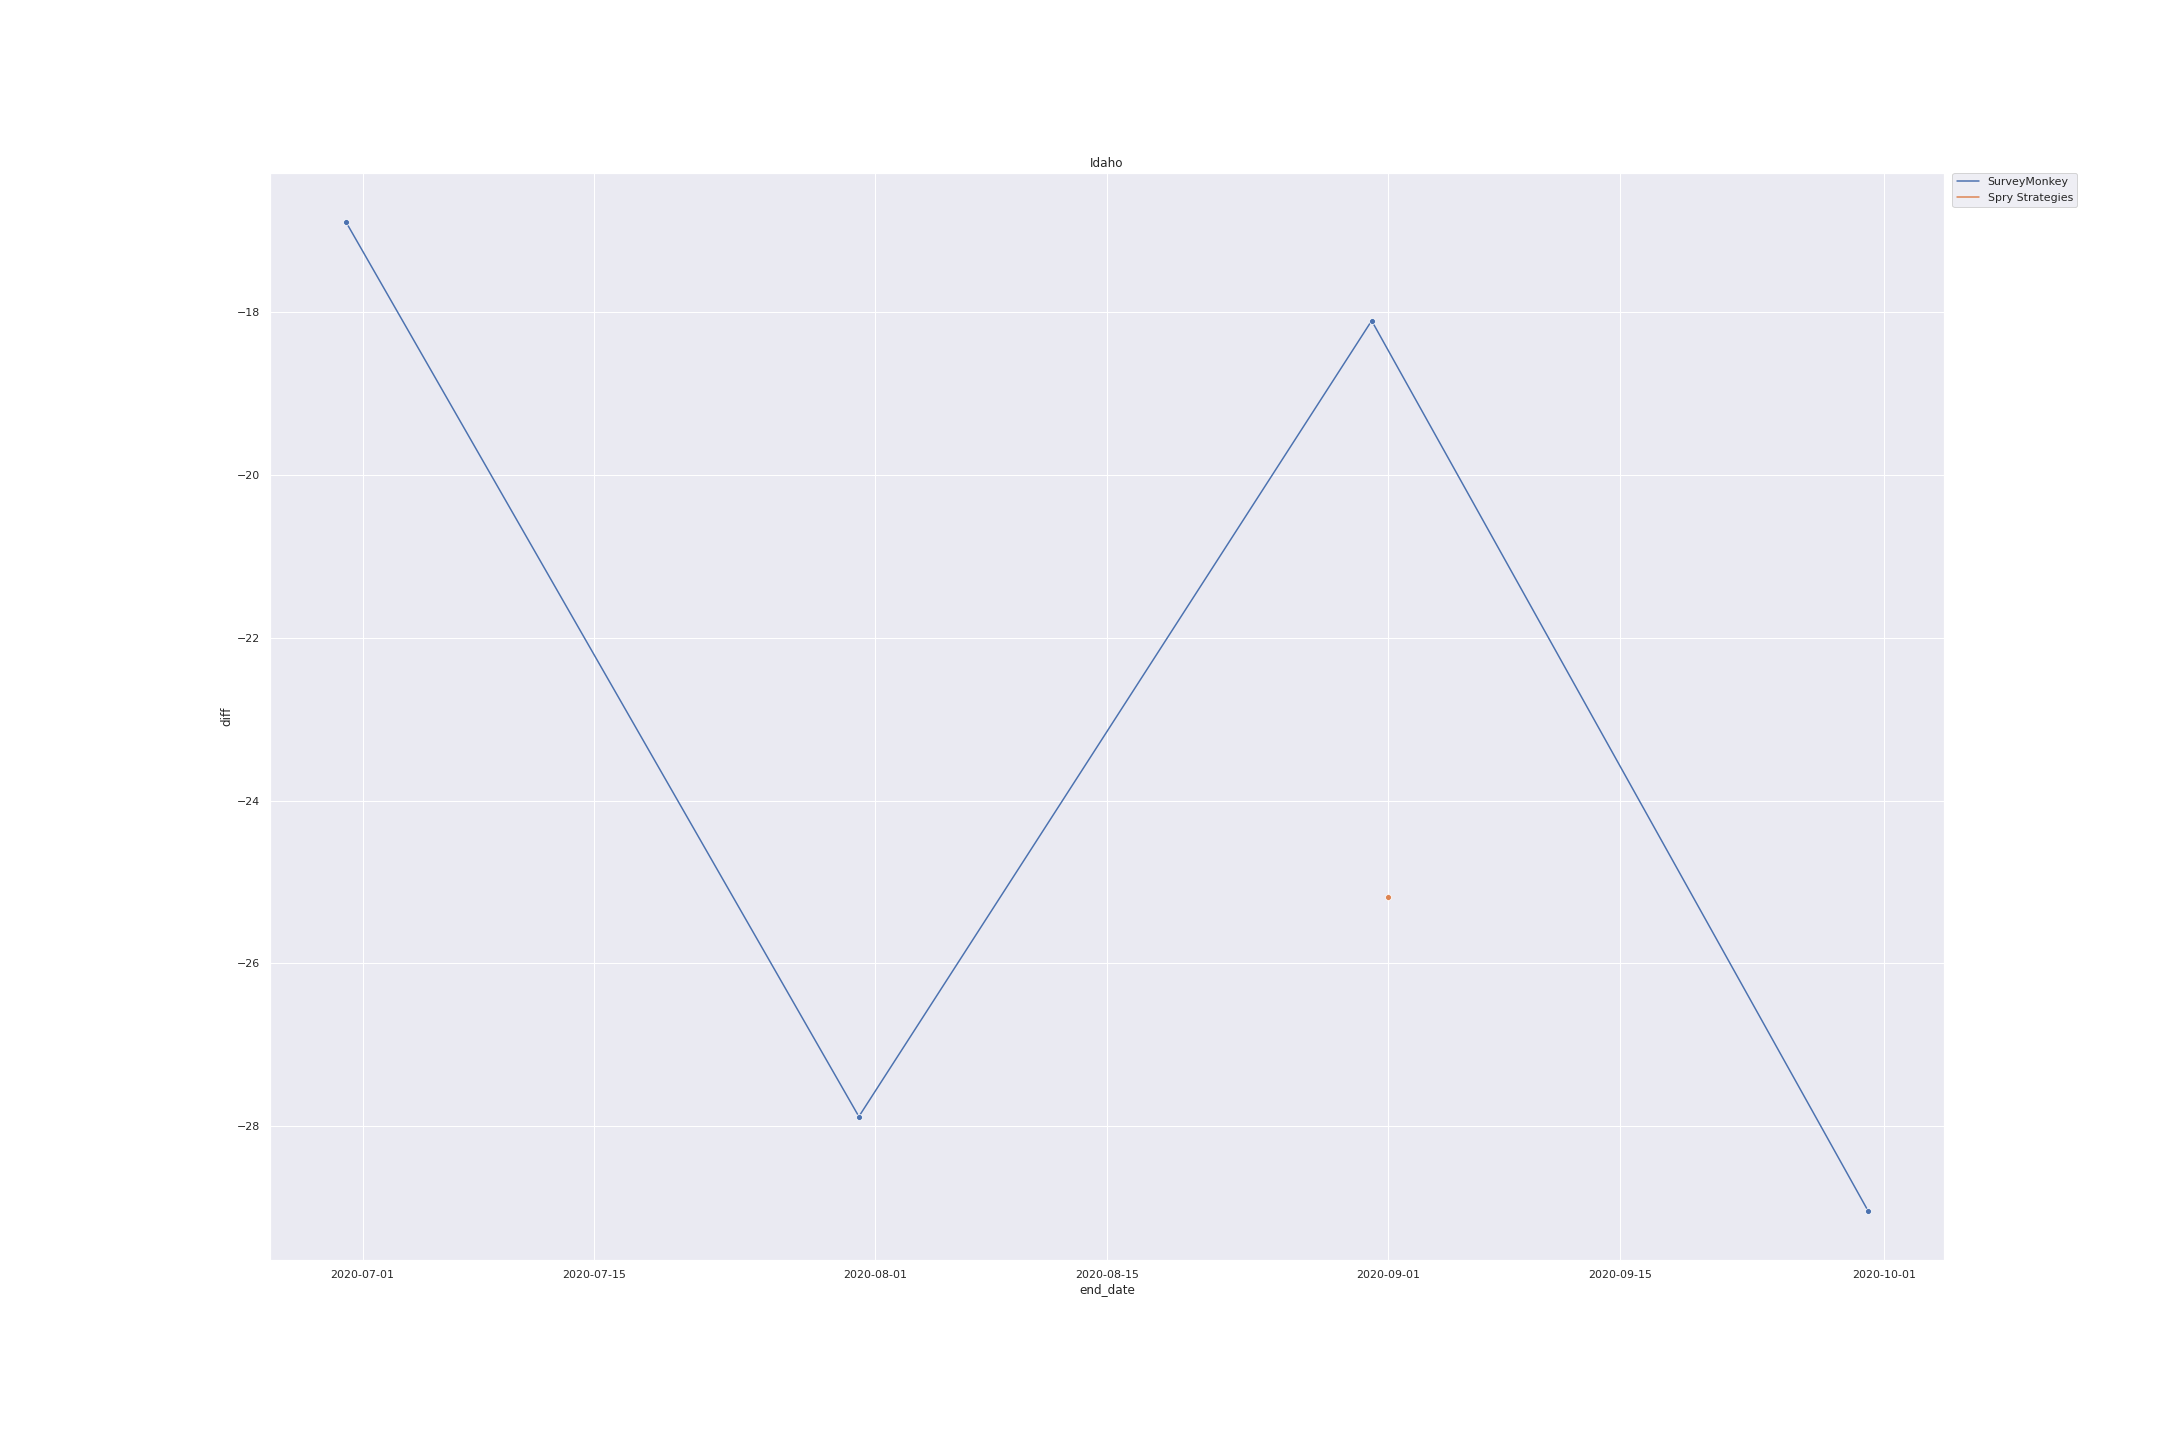 Idaho
SurveyMonkey
Spry Strategies
−18
−20
−22
−24
−26
−28
diff
2020-07-01
2020-07-15
2020-08-01
2020-08-15
2020-09-01
2020-09-15
2020-10-01
end_date